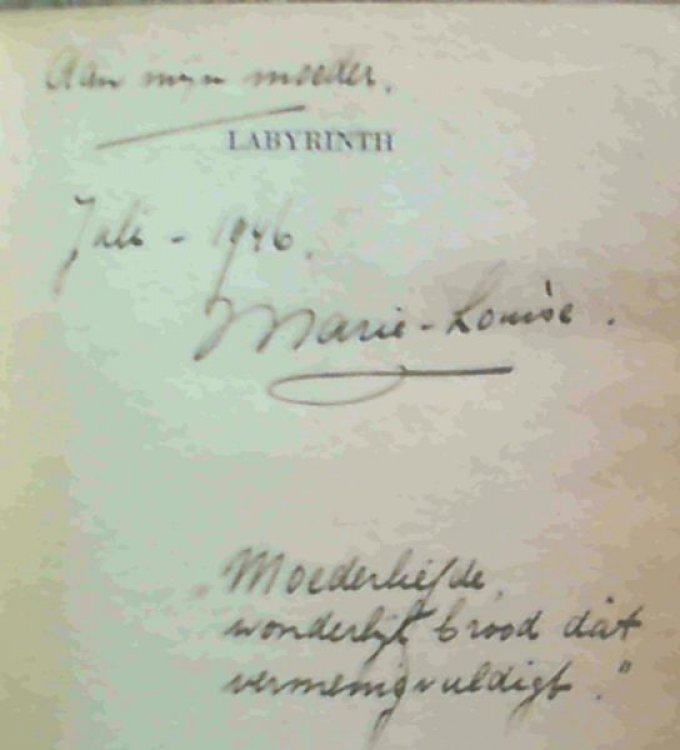 Aan mijn moeder.
LABYRINTH
Juli - 1946.
Marie-Louise.
"Moederliefde,
wonderlijk brood dat
vermenigvuldigt."